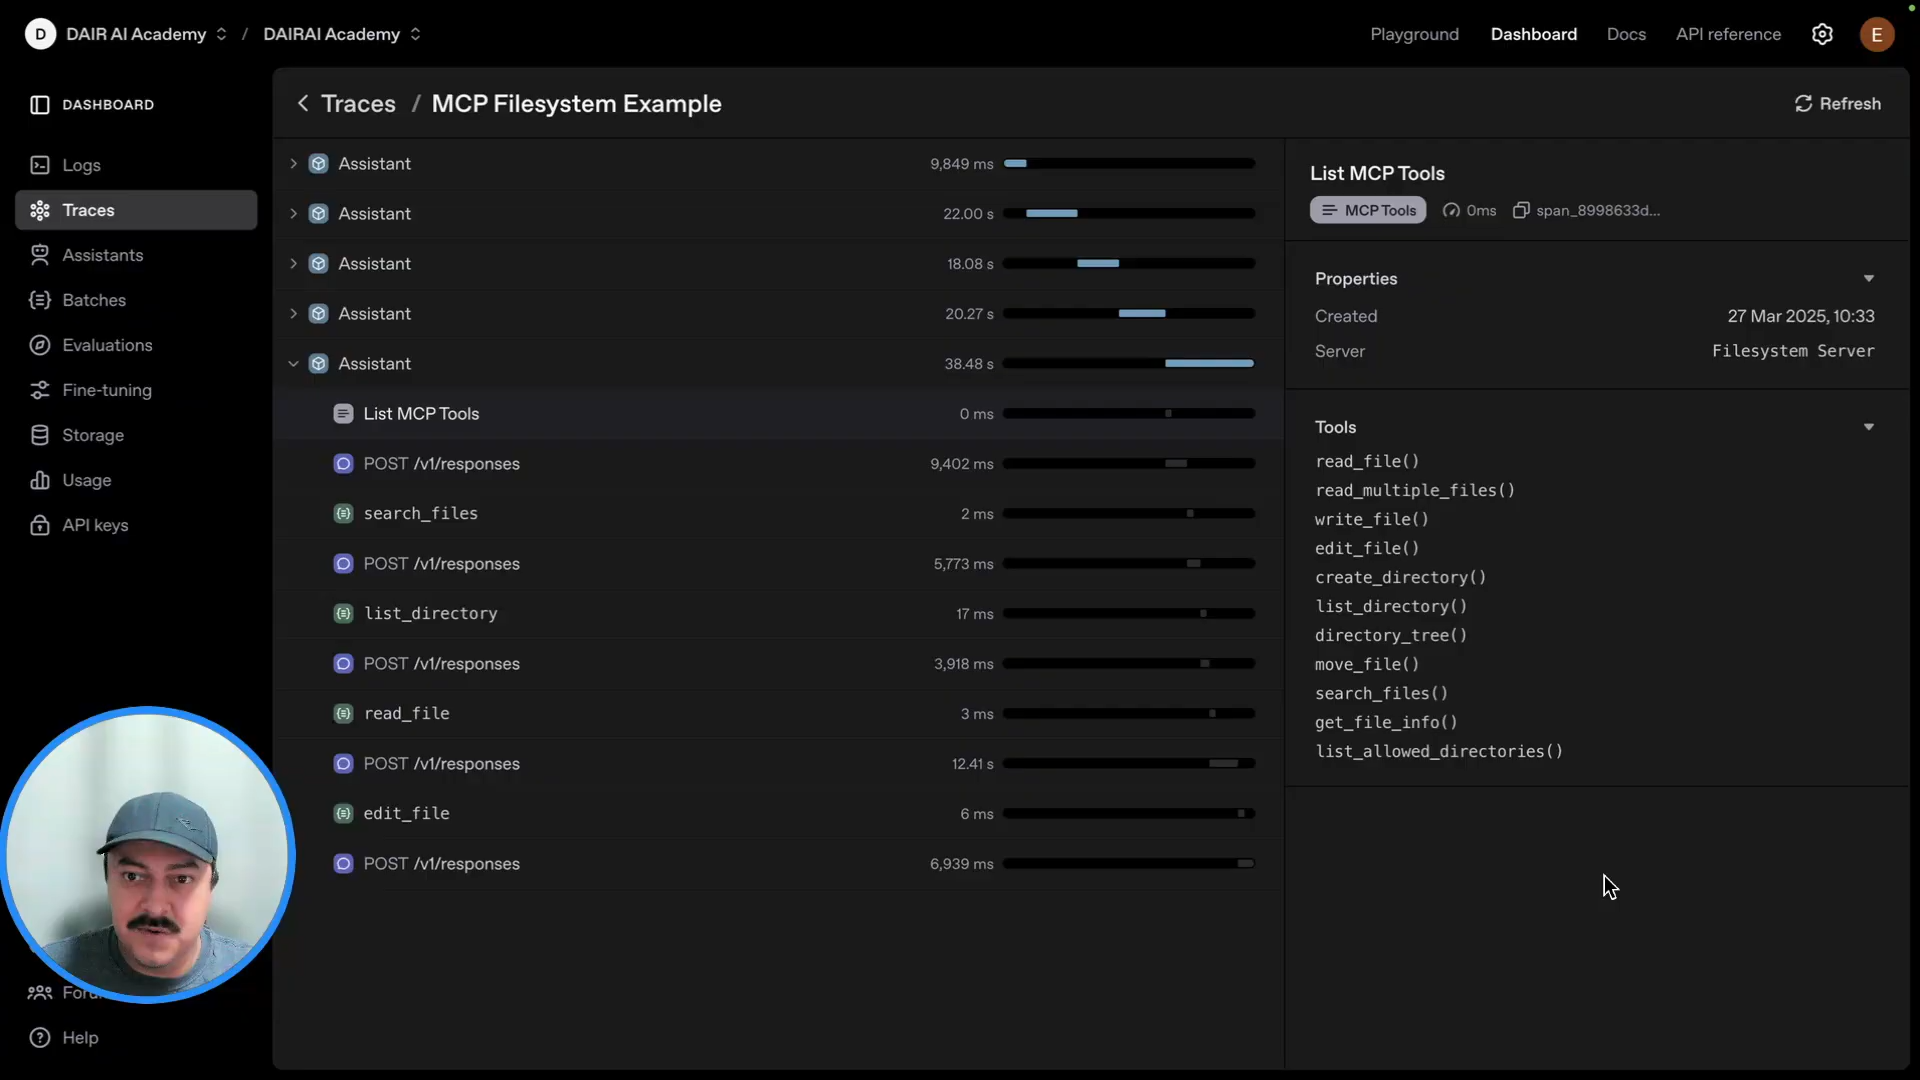 D DAIR AI Academy / DAIRAI Academy
Playground Dashboard Docs API reference E
DASHBOARD
Logs
Traces
Assistants
Batches
Evaluations
Fine-tuning
Storage
Usage
API keys
Help
Traces / MCP Filesystem Example
Refresh
Assistant 9,849 ms
Assistant 22.00 s
Assistant 18.08 s
Assistant 20.27 s
Assistant 38.48 s
List MCP Tools 0 ms
POST /v1/responses 9,402 ms
search_files 2 ms
POST /v1/responses 5,773 ms
list_directory 17 ms
POST /v1/responses 3,918 ms
read_file 3 ms
POST /v1/responses 12.41 s
edit_file 6 ms
POST /v1/responses 6,939 ms
List MCP Tools
MCP Tools 0ms span_8998633d...
Properties
Created 27 Mar 2025, 10:33
Server Filesystem Server
Tools
read_file()
read_multiple_files()
write_file()
edit_file()
create_directory()
list_directory()
directory_tree()
move_file()
search_files()
get_file_info()
list_allowed_directories()